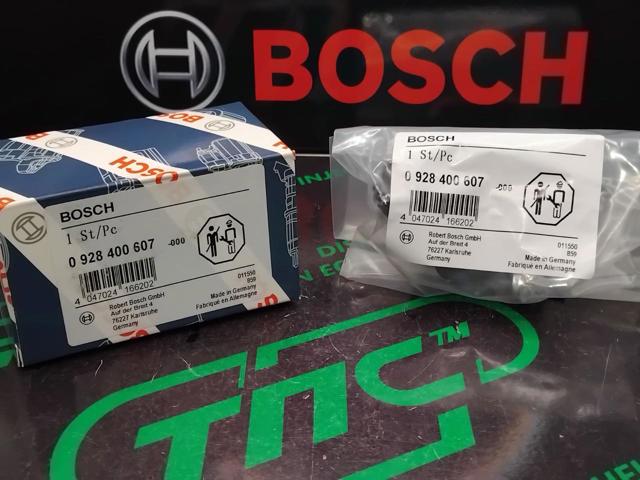 BOSCH
BOSCH
BOSCH
1 St/Pc
0 928 400 607
-000
4 047024 166202
Robert Bosch GmbH
Auf der Breit 4
76227 Karlsruhe
Germany
011550
B59
Made in Germany
Fabriqué en Allemagne
BOSCH
1 St/Pc
0 928 400 607
-000
4 047024 166202
Robert Bosch GmbH
Auf der Breit 4
76227 Karlsruhe
Germany
011550
B59
Made in Germany
Fabriqué en Allemagne
ТПС™